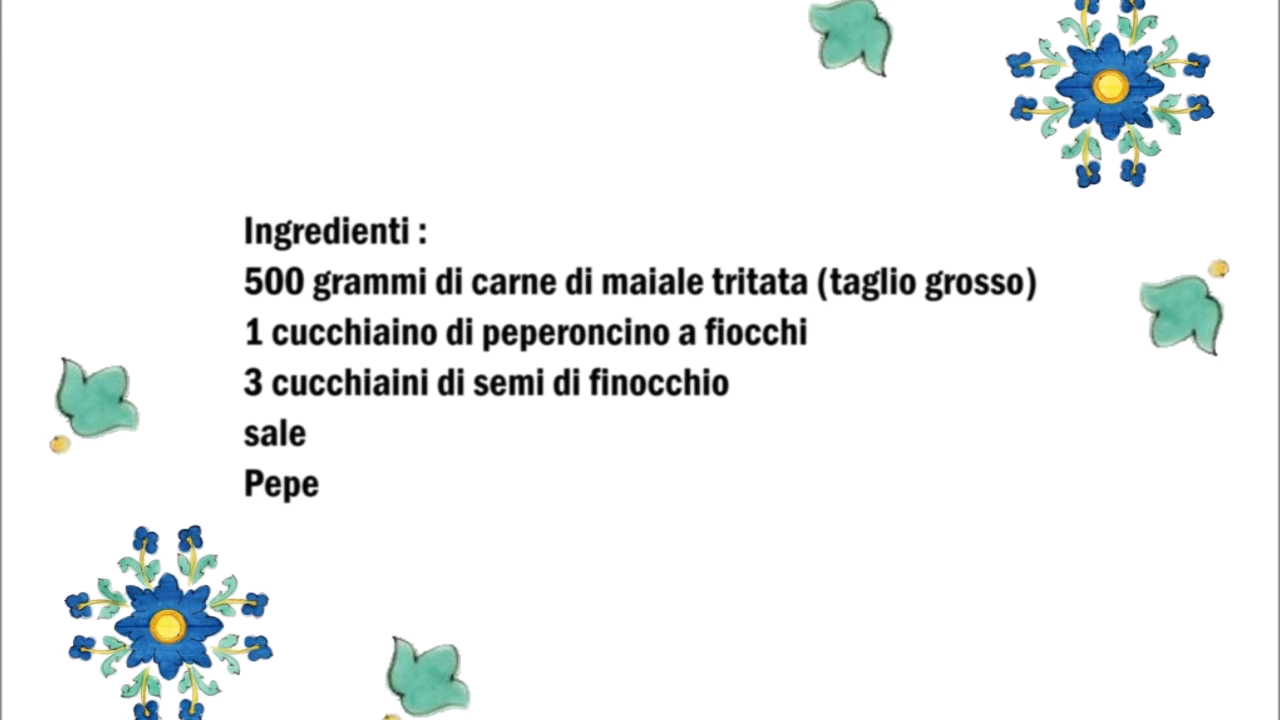 Ingredienti :
500 grammi di carne di maiale tritata (taglio grosso)
1 cucchiaino di peperoncino a fiocchi
3 cucchiaini di semi di finocchio
sale
Pepe